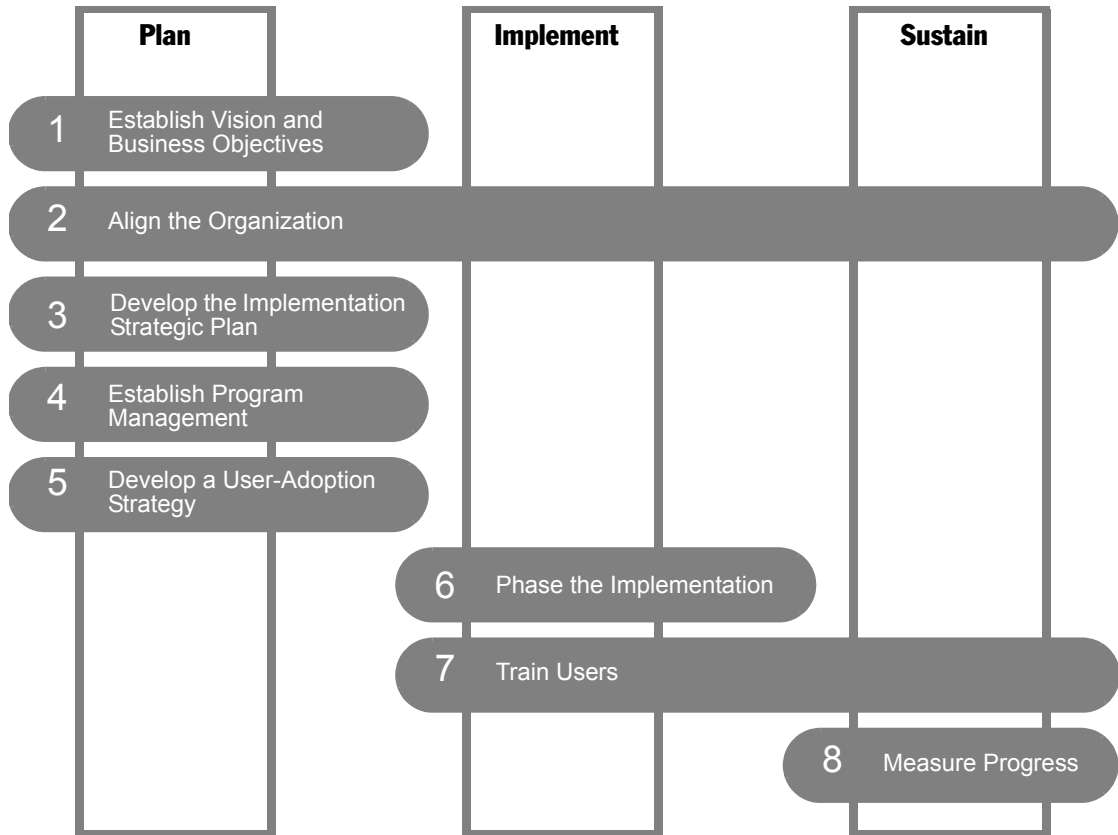 Plan
Implement
Sustain
1
Establish Vision and
Business Objectives
2
Align the Organization
3
Develop the Implementation
Strategic Plan
4
Establish Program
Management
5
Develop a User-Adoption
Strategy
6
Phase the Implementation
7
Train Users
8
Measure Progress